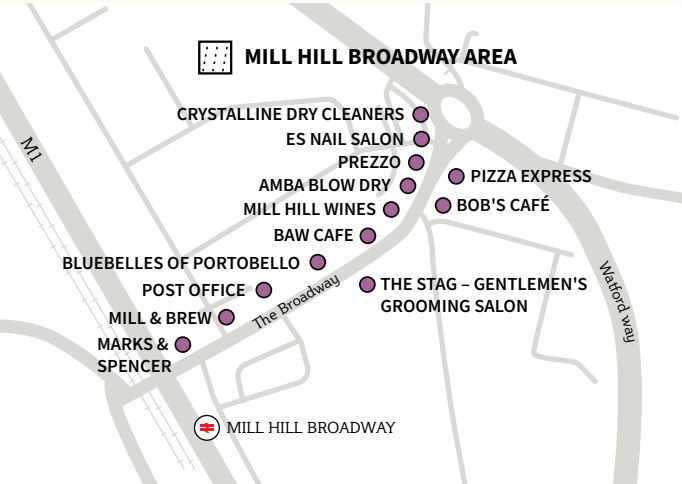 MILL HILL BROADWAY AREA
CRYSTALLINE DRY CLEANERS
M1
ES NAIL SALON
PREZZO
PIZZA EXPRESS
AMBA BLOW DRY
BOB'S CAFÉ
MILL HILL WINES
BAW CAFE
BLUEBELLES OF PORTOBELLO
THE STAG – GENTLEMEN'S
GROOMING SALON
POST OFFICE
The Broadway
Watford way
MILL & BREW
MARKS &
SPENCER
MILL HILL BROADWAY